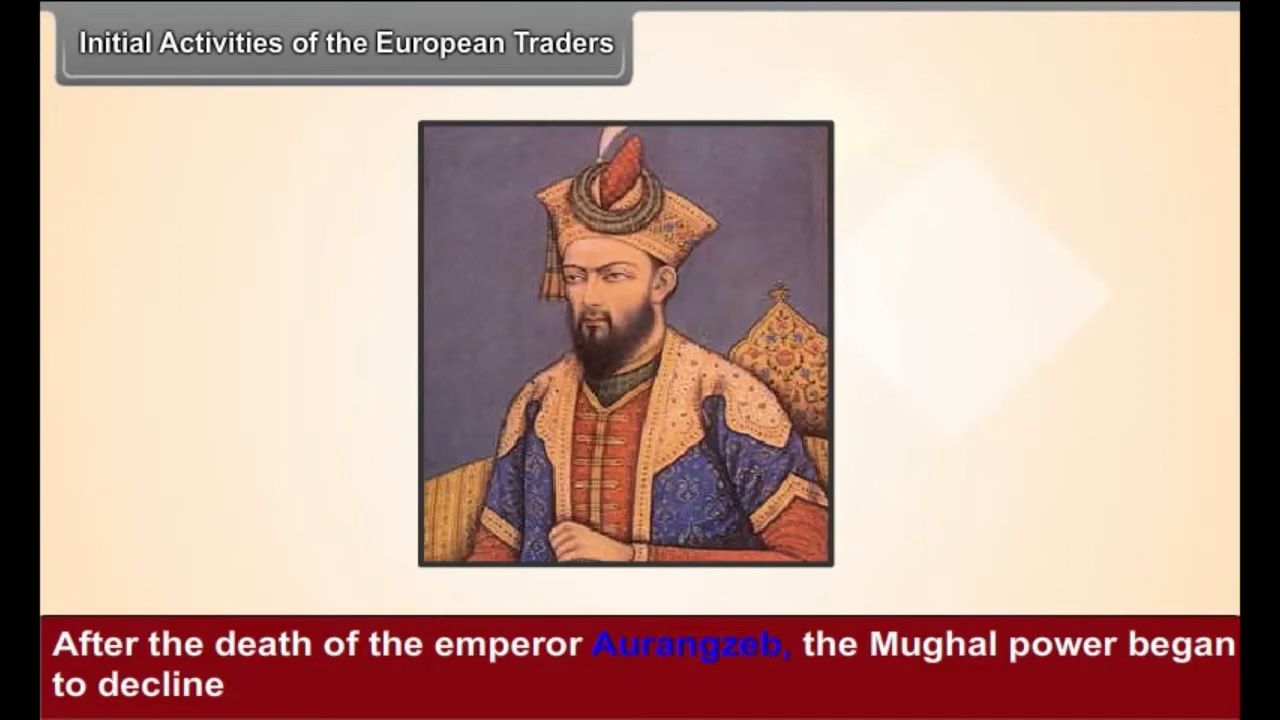 Initial Activities of the European Traders
After the death of the emperor Aurangzeb, the Mughal power began
to decline